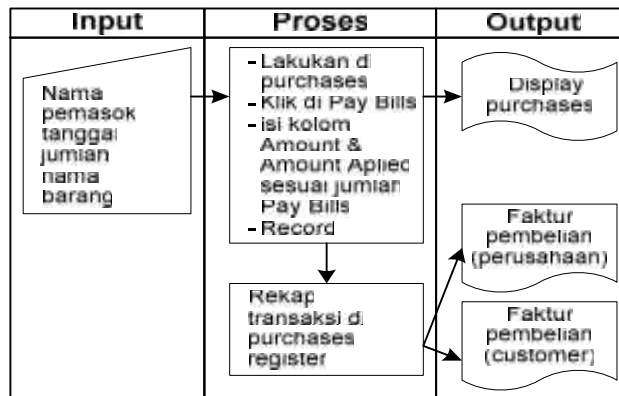 Input
Proses
Output
Nama
pemasok
tanggal
jumlah
nama
barang
- Lakukan di
purchases
- Klik di Pay Bills
- isi kolom
Amount &
Amount Aplied
sesuai jumlah
Pay Bills
- Record
Display
purchases
Rekap
transaksi di
purchases
register
Faktur
pembelian
(perusahaan)
Faktur
pembelian
(customer)